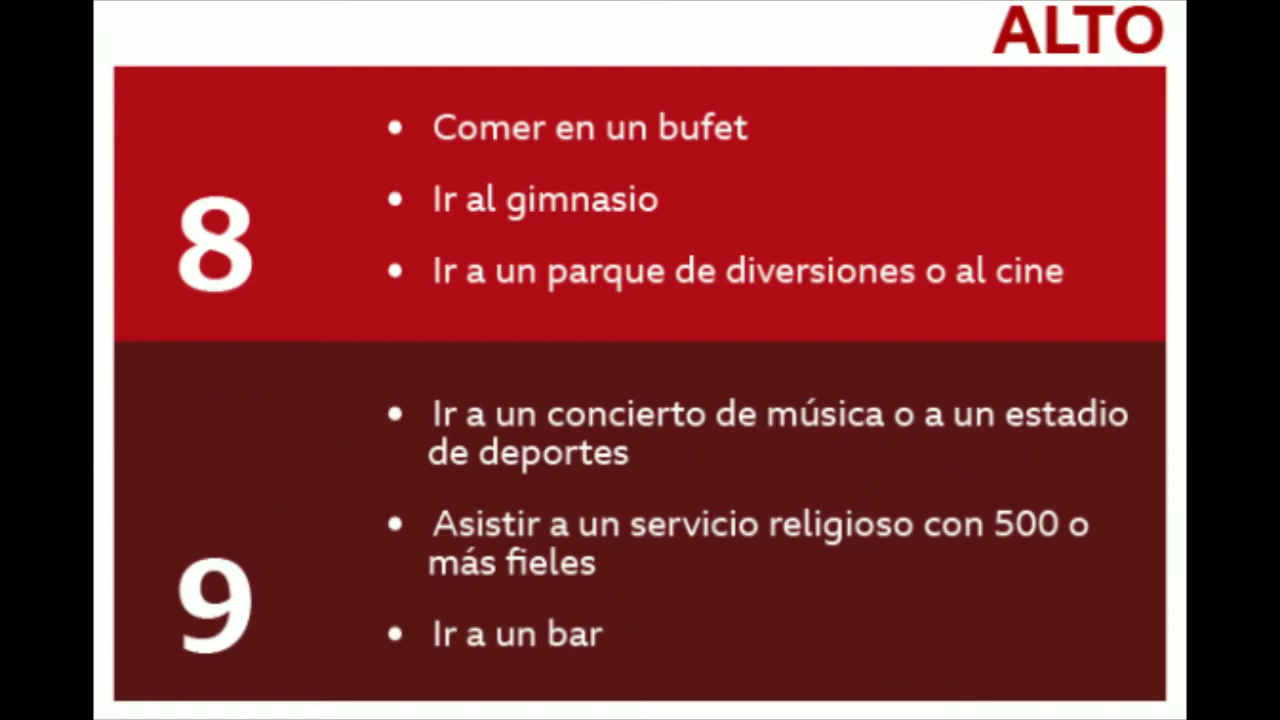 ALTO
8
• Comer en un bufet
• Ir al gimnasio
• Ir a un parque de diversiones o al cine
9
• Ir a un concierto de música o a un estadio
de deportes
• Asistir a un servicio religioso con 500 o
más fieles
• Ir a un bar